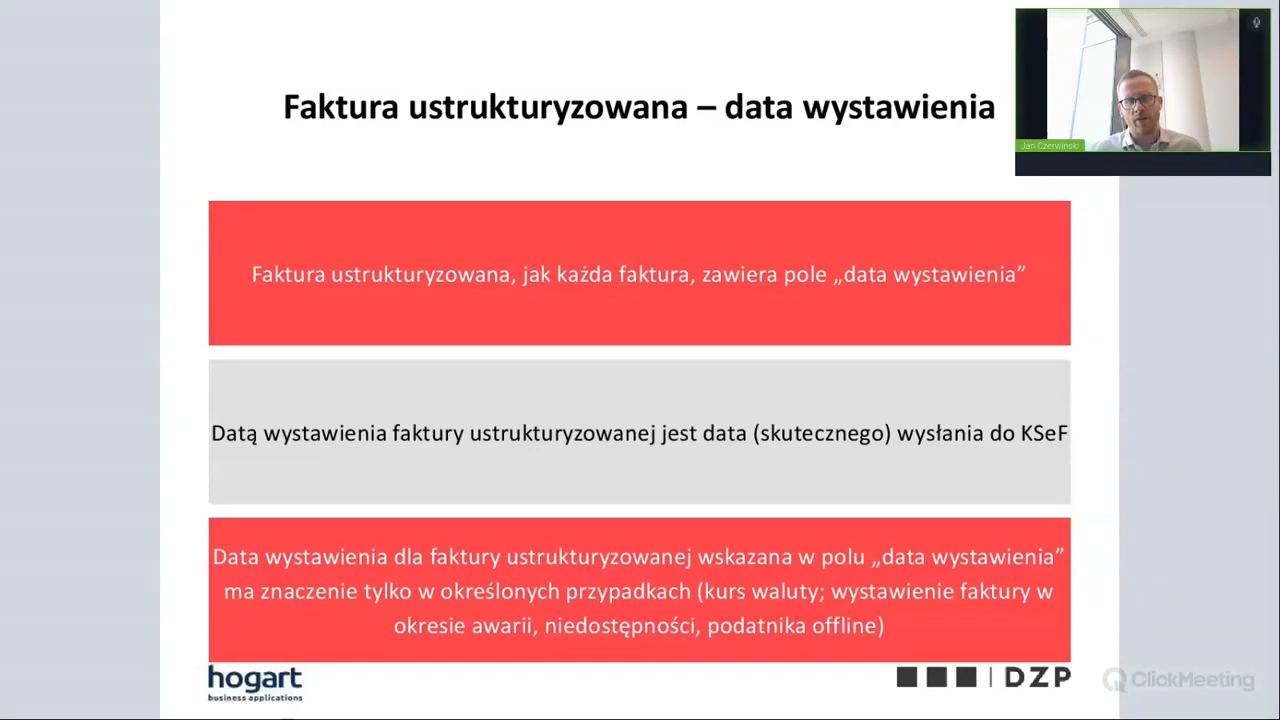 Faktura ustrukturyzowana – data wystawienia
Jan Czerwiński
Faktura ustrukturyzowana, jak każda faktura, zawiera pole „data wystawienia”
Datą wystawienia faktury ustrukturyzowanej jest data (skutecznego) wysłania do KSeF
Data wystawienia dla faktury ustrukturyzowanej wskazana w polu „data wystawienia”
ma znaczenie tylko w określonych przypadkach (kurs waluty; wystawienie faktury w
okresie awarii, niedostępności, podatnika offline)
hogart
business applications
DZP
ClickMeeting